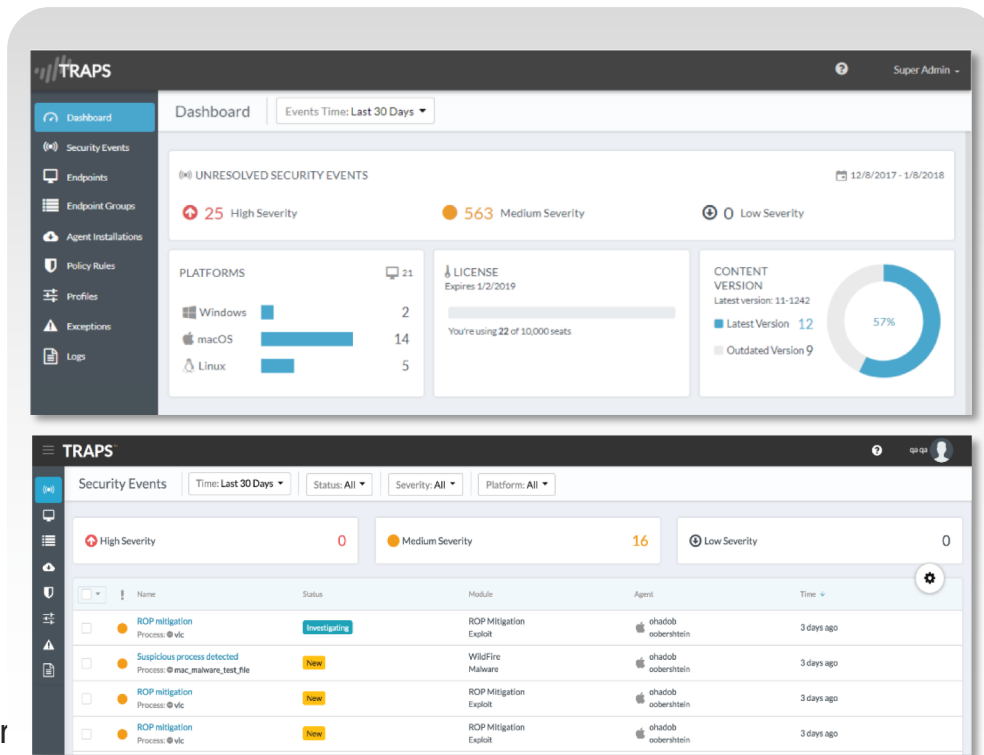 TRAPS
Super Admin
Dashboard
Security Events
Endpoints
Endpoint Groups
Agent Installations
Policy Rules
Profiles
Exceptions
Logs
Dashboard Events Time: Last 30 Days
UNRESOLVED SECURITY EVENTS 12/8/2017 - 1/8/2018
25 High Severity 563 Medium Severity 0 Low Severity
PLATFORMS 21
Windows 2
macOS 14
Linux 5
LICENSE
Expires 1/2/2019
You're using 22 of 10,000 seats
CONTENT
VERSION
Latest version: 11-1242
Latest Version 12
Outdated Version 9
57%
TRAPS
qa qa
Security Events Time: Last 30 Days Status: All Severity: All Platform: All
High Severity 0 Medium Severity 16 Low Severity 0
! Name Status Module Agent Time
ROP mitigation Investigating ROP Mitigation ohadob 3 days ago
Process: vlc Exploit oobershtein
Suspicious process detected New WildFire ohadob 3 days ago
Process: mac_malware_test_file Malware oobershtein
ROP mitigation New ROP Mitigation ohadob 3 days ago
Process: vlc Exploit oobershtein
ROP mitigation New ROP Mitigation ohadob 3 days ago
Process: vlc Exploit oobershtein